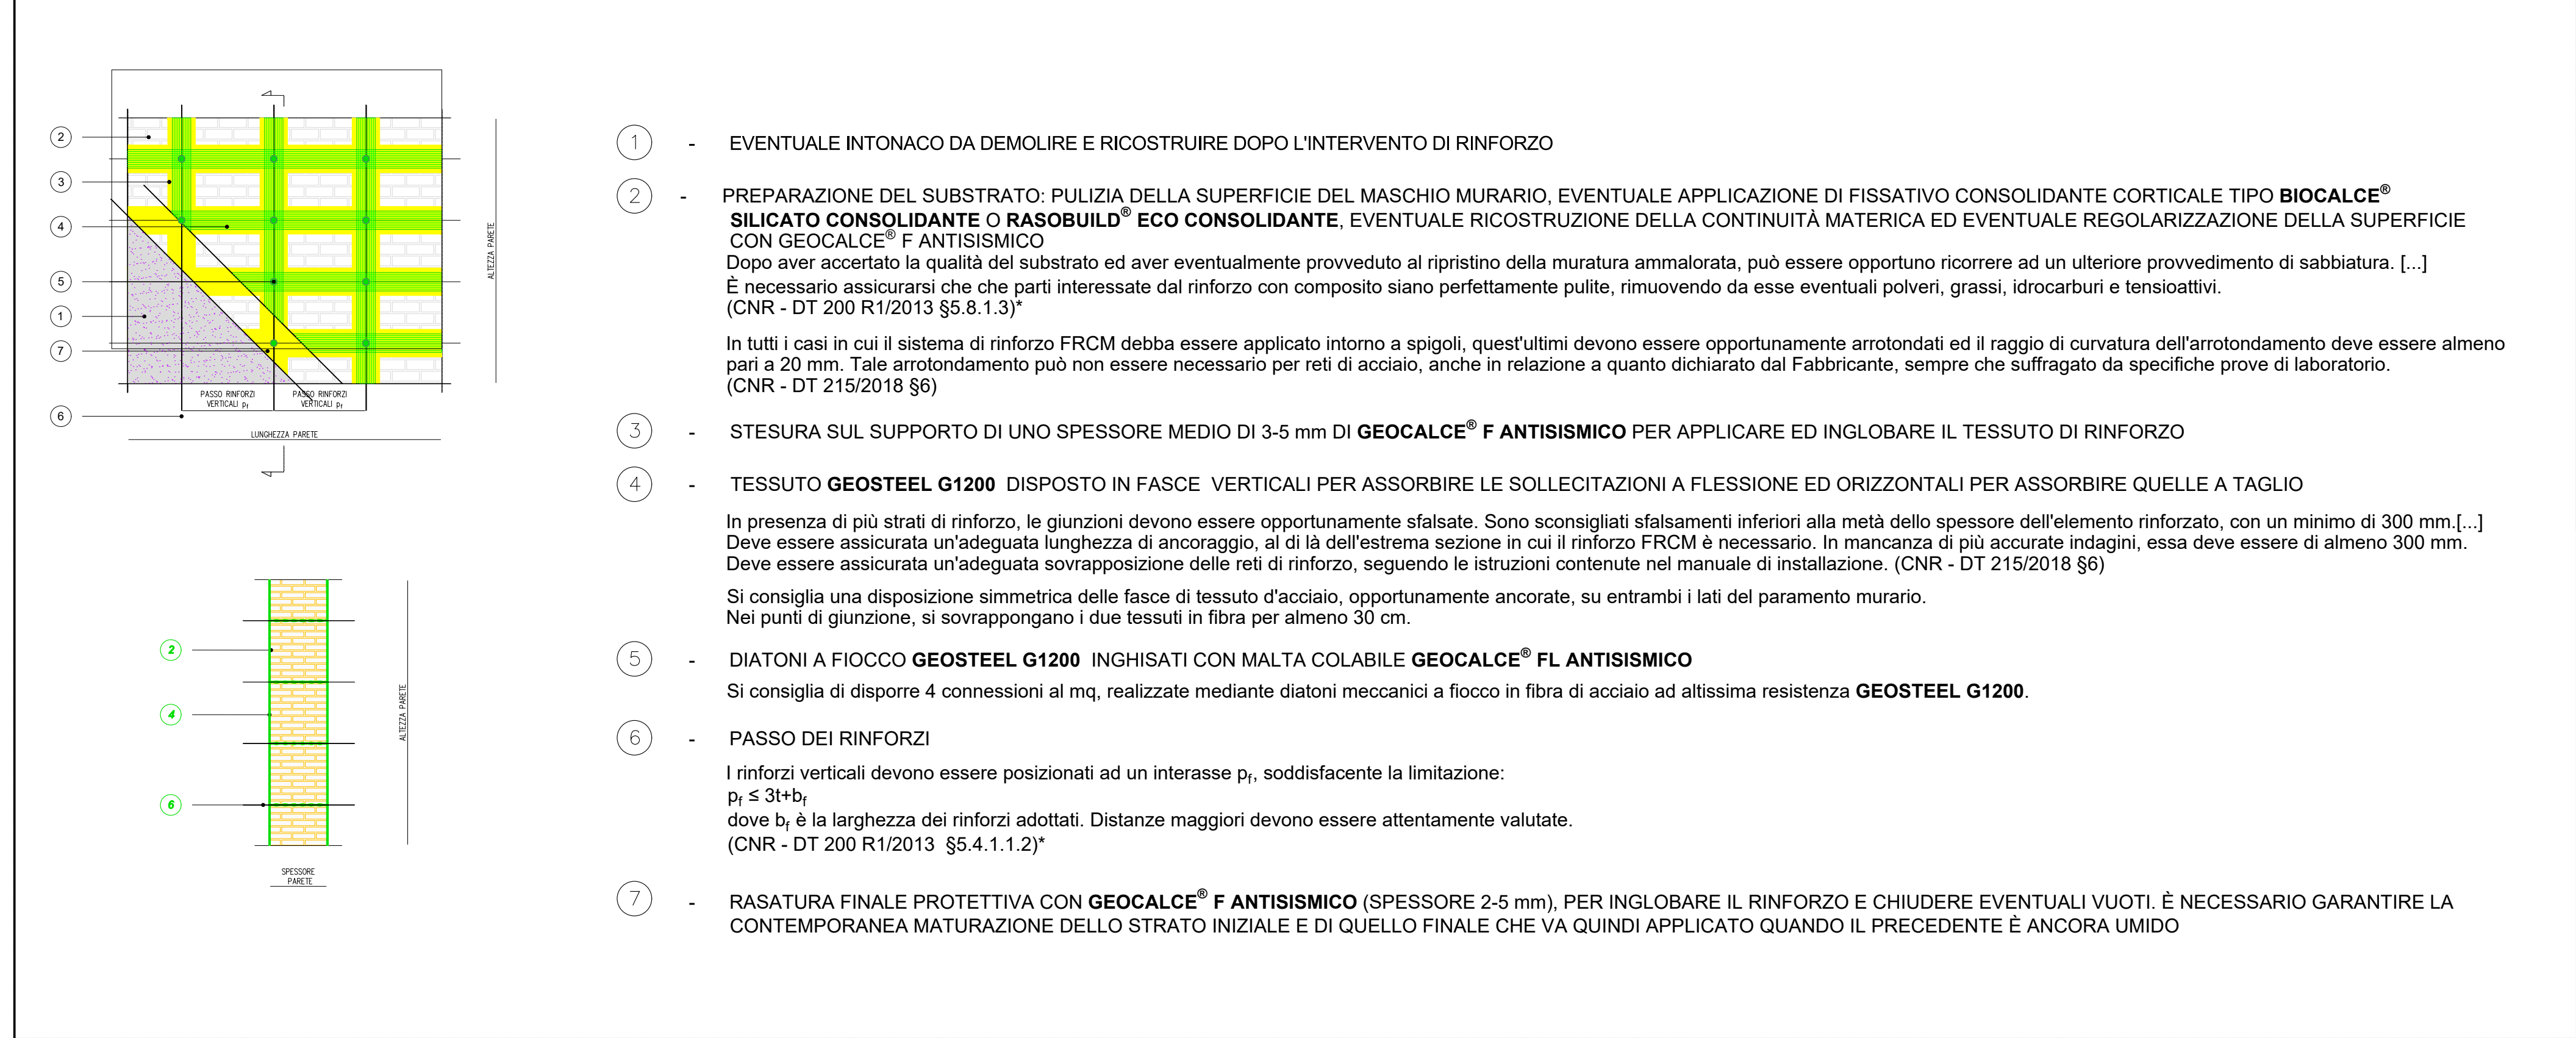 2
3
4
5
1
7
6
ALTEZZA PARETE
PASSO RINFORZI
VERTICALI pf
PASSO RINFORZI
VERTICALI pf
LUNGHEZZA PARETE
2
4
6
ALTEZZA PARETE
SPESSORE
PARETE
1 - EVENTUALE INTONACO DA DEMOLIRE E RICOSTRUIRE DOPO L'INTERVENTO DI RINFORZO
2 - PREPARAZIONE DEL SUBSTRATO: PULIZIA DELLA SUPERFICIE DEL MASCHIO MURARIO, EVENTUALE APPLICAZIONE DI FISSATIVO CONSOLIDANTE CORTICALE TIPO BIOCALCE®
SILICATO CONSOLIDANTE O RASOBUILD® ECO CONSOLIDANTE, EVENTUALE RICOSTRUZIONE DELLA CONTINUITÀ MATERICA ED EVENTUALE REGOLARIZZAZIONE DELLA SUPERFICIE
CON GEOCALCE® F ANTISISMICO
Dopo aver accertato la qualità del substrato ed aver eventualmente provveduto al ripristino della muratura ammalorata, può essere opportuno ricorrere ad un ulteriore provvedimento di sabbiatura. [...]
È necessario assicurarsi che che parti interessate dal rinforzo con composito siano perfettamente pulite, rimuovendo da esse eventuali polveri, grassi, idrocarburi e tensioattivi.
(CNR - DT 200 R1/2013 §5.8.1.3)*
In tutti i casi in cui il sistema di rinforzo FRCM debba essere applicato intorno a spigoli, quest'ultimi devono essere opportunamente arrotondati ed il raggio di curvatura dell'arrotondamento deve essere almeno
pari a 20 mm. Tale arrotondamento può non essere necessario per reti di acciaio, anche in relazione a quanto dichiarato dal Fabbricante, sempre che suffragato da specifiche prove di laboratorio.
(CNR - DT 215/2018 §6)
3 - STESURA SUL SUPPORTO DI UNO SPESSORE MEDIO DI 3-5 mm DI GEOCALCE® F ANTISISMICO PER APPLICARE ED INGLOBARE IL TESSUTO DI RINFORZO
4 - TESSUTO GEOSTEEL G1200 DISPOSTO IN FASCE VERTICALI PER ASSORBIRE LE SOLLECITAZIONI A FLESSIONE ED ORIZZONTALI PER ASSORBIRE QUELLE A TAGLIO
In presenza di più strati di rinforzo, le giunzioni devono essere opportunamente sfalsate. Sono sconsigliati sfalsamenti inferiori alla metà dello spessore dell'elemento rinforzato, con un minimo di 300 mm.[...]
Deve essere assicurata un'adeguata lunghezza di ancoraggio, al di là dell'estrema sezione in cui il rinforzo FRCM è necessario. In mancanza di più accurate indagini, essa deve essere di almeno 300 mm.
Deve essere assicurata un'adeguata sovrapposizione delle reti di rinforzo, seguendo le istruzioni contenute nel manuale di installazione. (CNR - DT 215/2018 §6)
Si consiglia una disposizione simmetrica delle fasce di tessuto d'acciaio, opportunamente ancorate, su entrambi i lati del paramento murario.
Nei punti di giunzione, si sovrappongano i due tessuti in fibra per almeno 30 cm.
5 - DIATONI A FIOCCO GEOSTEEL G1200 INGHISATI CON MALTA COLABILE GEOCALCE® FL ANTISISMICO
Si consiglia di disporre 4 connessioni al mq, realizzate mediante diatoni meccanici a fiocco in fibra di acciaio ad altissima resistenza GEOSTEEL G1200.
6 - PASSO DEI RINFORZI
I rinforzi verticali devono essere posizionati ad un interasse pf, soddisfacente la limitazione:
pf ≤ 3t+bf
dove bf è la larghezza dei rinforzi adottati. Distanze maggiori devono essere attentamente valutate.
(CNR - DT 200 R1/2013 §5.4.1.1.2)*
7 - RASATURA FINALE PROTETTIVA CON GEOCALCE® F ANTISISMICO (SPESSORE 2-5 mm), PER INGLOBARE IL RINFORZO E CHIUDERE EVENTUALI VUOTI. È NECESSARIO GARANTIRE LA
CONTEMPORANEA MATURAZIONE DELLO STRATO INIZIALE E DI QUELLO FINALE CHE VA QUINDI APPLICATO QUANDO IL PRECEDENTE È ANCORA UMIDO